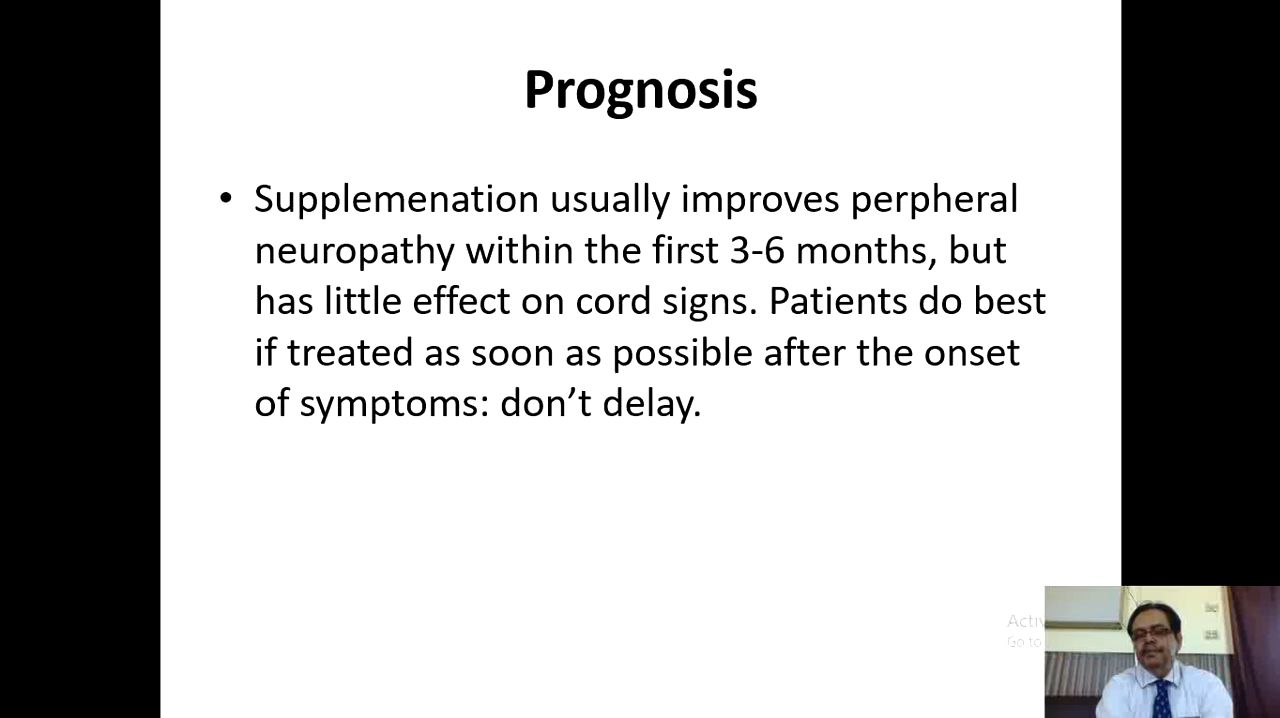 Prognosis
• Supplemenation usually improves perpheral
neuropathy within the first 3-6 months, but
has little effect on cord signs. Patients do best
if treated as soon as possible after the onset
of symptoms: don’t delay.
Go to